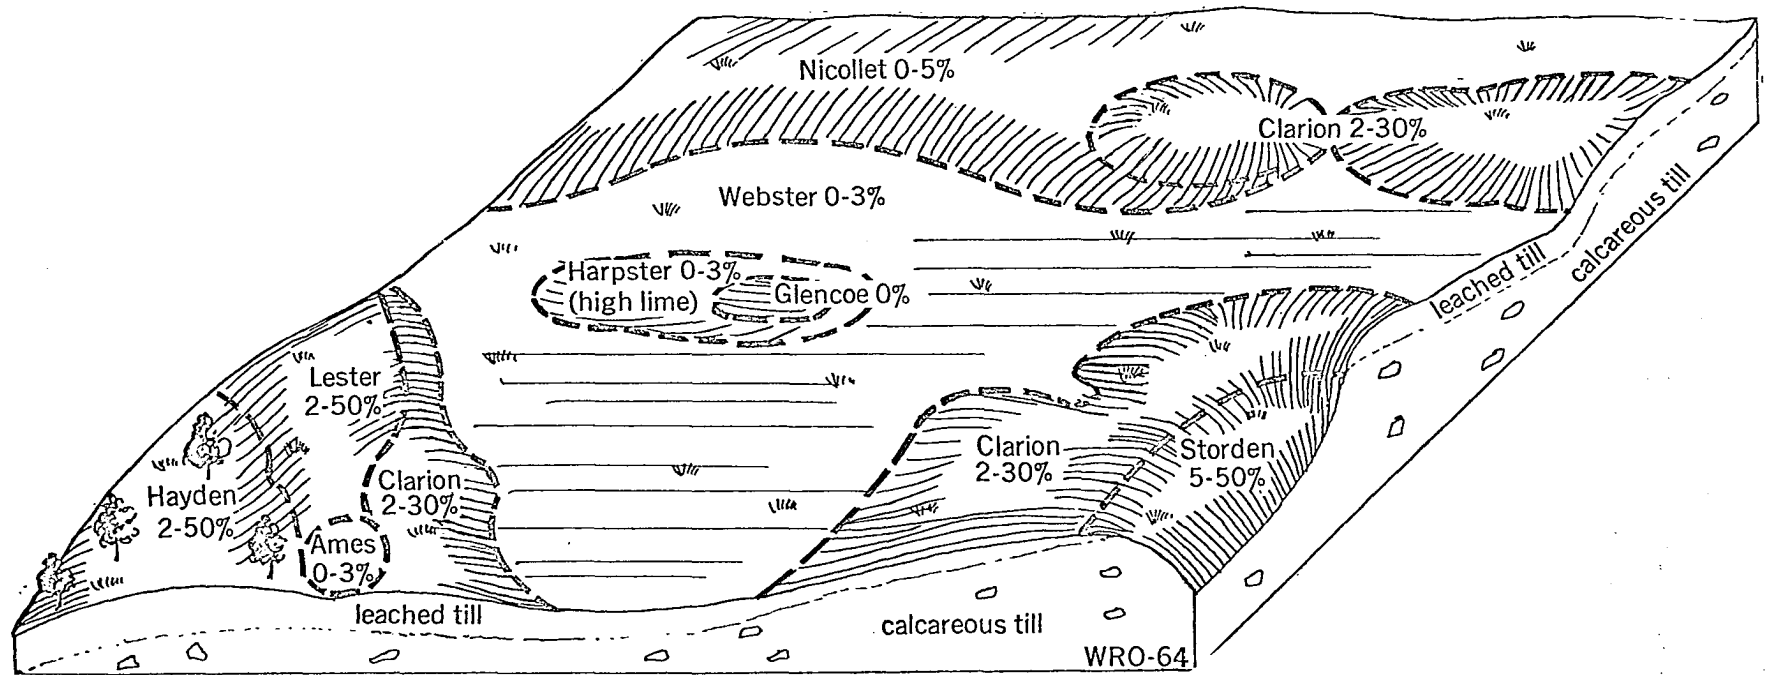 Nicollet 0-5%
Clarion 2-30%
Webster 0-3%
Harpster 0-3%
(high lime)
Glencoe 0%
leached till
calcareous till
Lester
2-50%
Clarion
2-30%
Storden
5-50%
Hayden
2-50%
Clarion
2-30%
Ames
0-3%
leached till
calcareous till
WRO-64